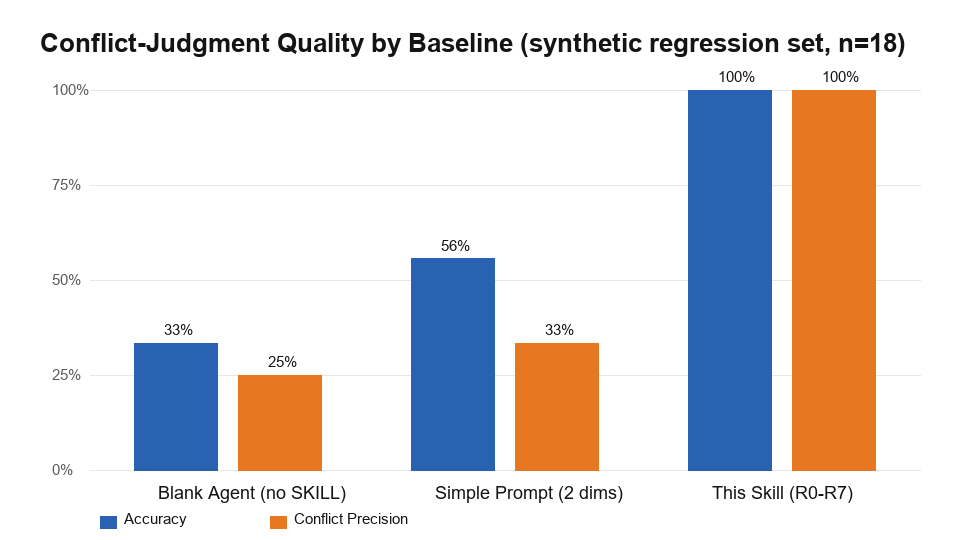 Conflict-Judgment Quality by Baseline (synthetic regression set, n=18)
100%
75%
50%
25%
0%
33%
25%
56%
33%
100%
100%
Blank Agent (no SKILL)
Simple Prompt (2 dims)
This Skill (R0-R7)
Accuracy
Conflict Precision